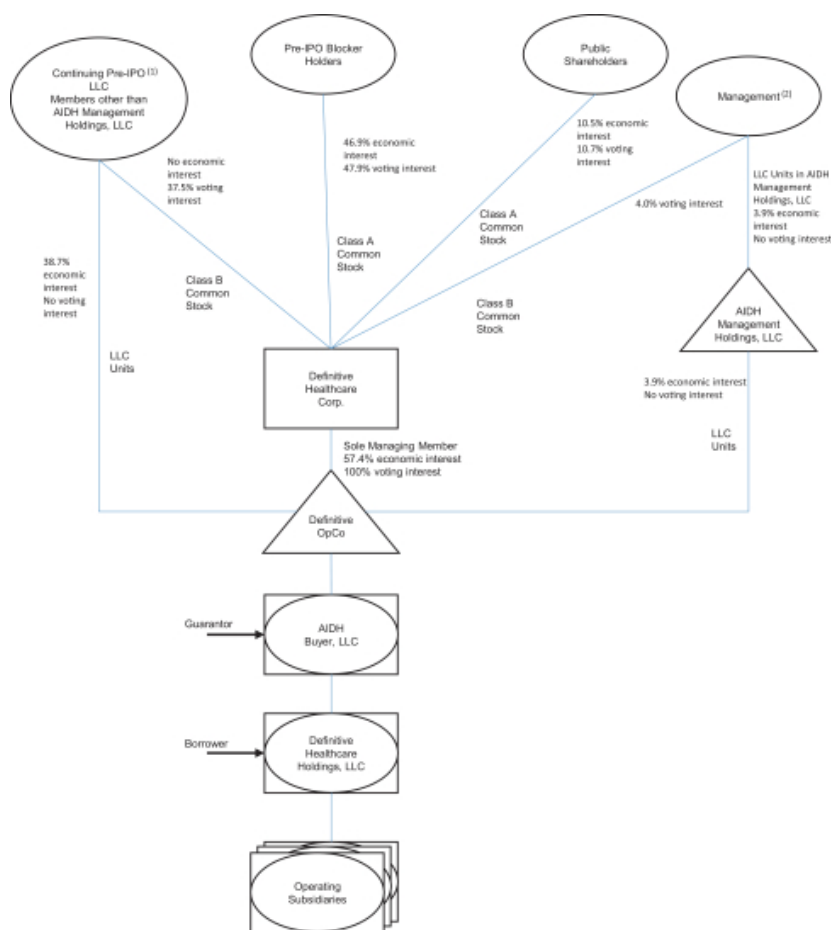 Continuing Pre-IPO (1)
LLC
Members other than
AIDH Management
Holdings, LLC
Pre-IPO Blocker
Holders
Public
Shareholders
Management (2)
No economic
interest
37.5% voting
interest
46.9% economic
interest
47.9% voting interest
10.5% economic
interest
10.7% voting
interest
4.0% voting interest
LLC Units in AIDH
Management
Holdings, LLC
3.9% economic
interest
No voting interest
38.7%
economic
interest
No voting
interest
Class B
Common
Stock
Class A
Common
Stock
Class A
Common
Stock
Class B
Common
Stock
AIDH
Management
Holdings, LLC
LLC
Units
Definitive
Healthcare
Corp.
3.9% economic interest
No voting interest
LLC
Units
Sole Managing Member
57.4% economic interest
100% voting interest
Definitive
OpCo
Guarantor
AIDH
Buyer, LLC
Borrower
Definitive
Healthcare
Holdings, LLC
Operating
Subsidiaries